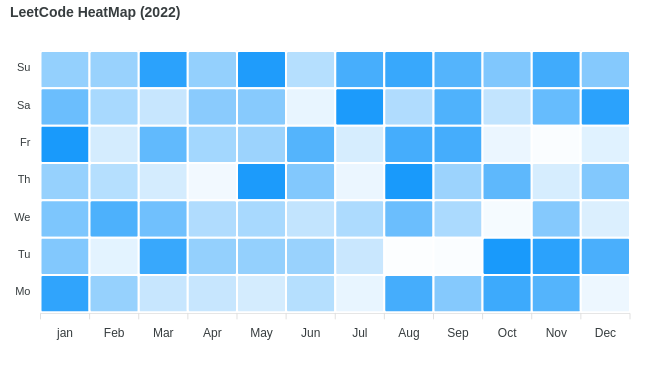 LeetCode HeatMap (2022)
Su
Sa
Fr
Th
We
Tu
Mo
jan Feb Mar Apr May Jun Jul Aug Sep Oct Nov Dec